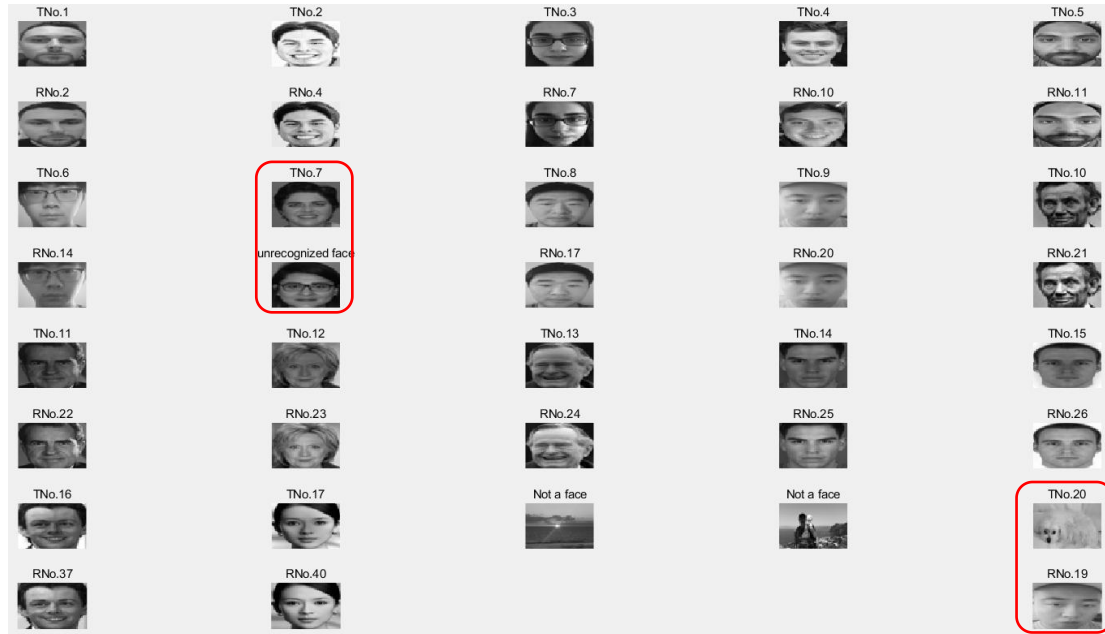 TNo.1 TNo.2 TNo.3 TNo.4 TNo.5
RNo.2 RNo.4 RNo.7 RNo.10 RNo.11
TNo.6 TNo.7 TNo.8 TNo.9 TNo.10
RNo.14 unrecognized face RNo.17 RNo.20 RNo.21
TNo.11 TNo.12 TNo.13 TNo.14 TNo.15
RNo.22 RNo.23 RNo.24 RNo.25 RNo.26
TNo.16 TNo.17 Not a face Not a face TNo.20
RNo.37 RNo.40 RNo.19